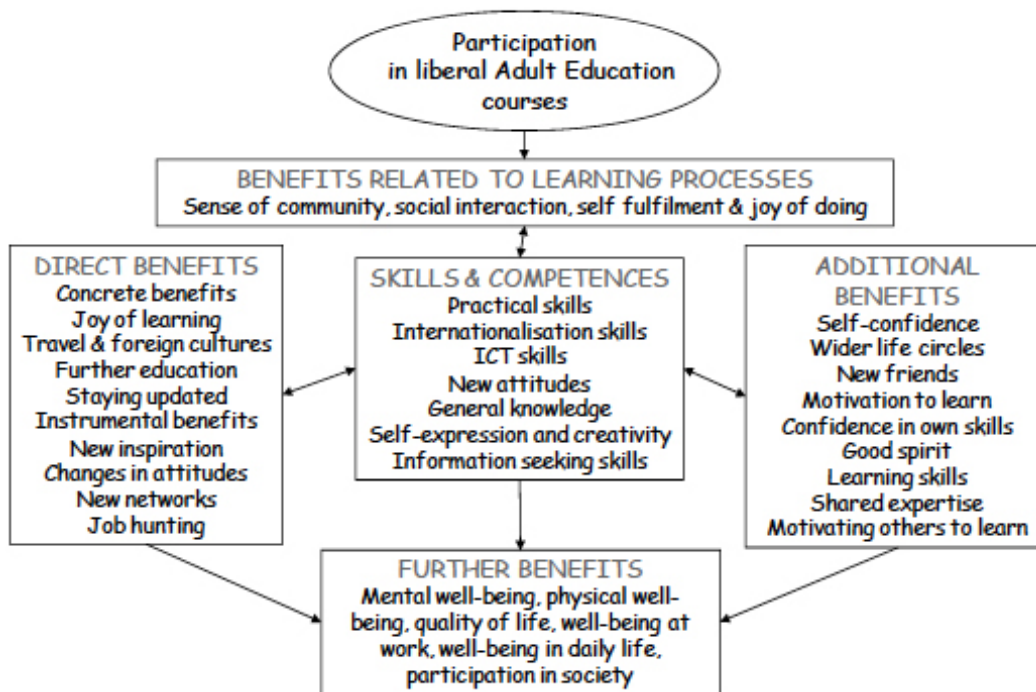 Participation
in liberal Adult Education
courses
BENEFITS RELATED TO LEARNING PROCESSES
Sense of community, social interaction, self fulfilment & joy of doing
DIRECT BENEFITS
Concrete benefits
Joy of learning
Travel & foreign cultures
Further education
Staying updated
Instrumental benefits
New inspiration
Changes in attitudes
New networks
Job hunting
SKILLS & COMPETENCES
Practical skills
Internationalisation skills
ICT skills
New attitudes
General knowledge
Self-expression and creativity
Information seeking skills
ADDITIONAL
BENEFITS
Self-confidence
Wider life circles
New friends
Motivation to learn
Confidence in own skills
Good spirit
Learning skills
Shared expertise
Motivating others to learn
FURTHER BENEFITS
Mental well-being, physical well-
being, quality of life, well-being at
work, well-being in daily life,
participation in society